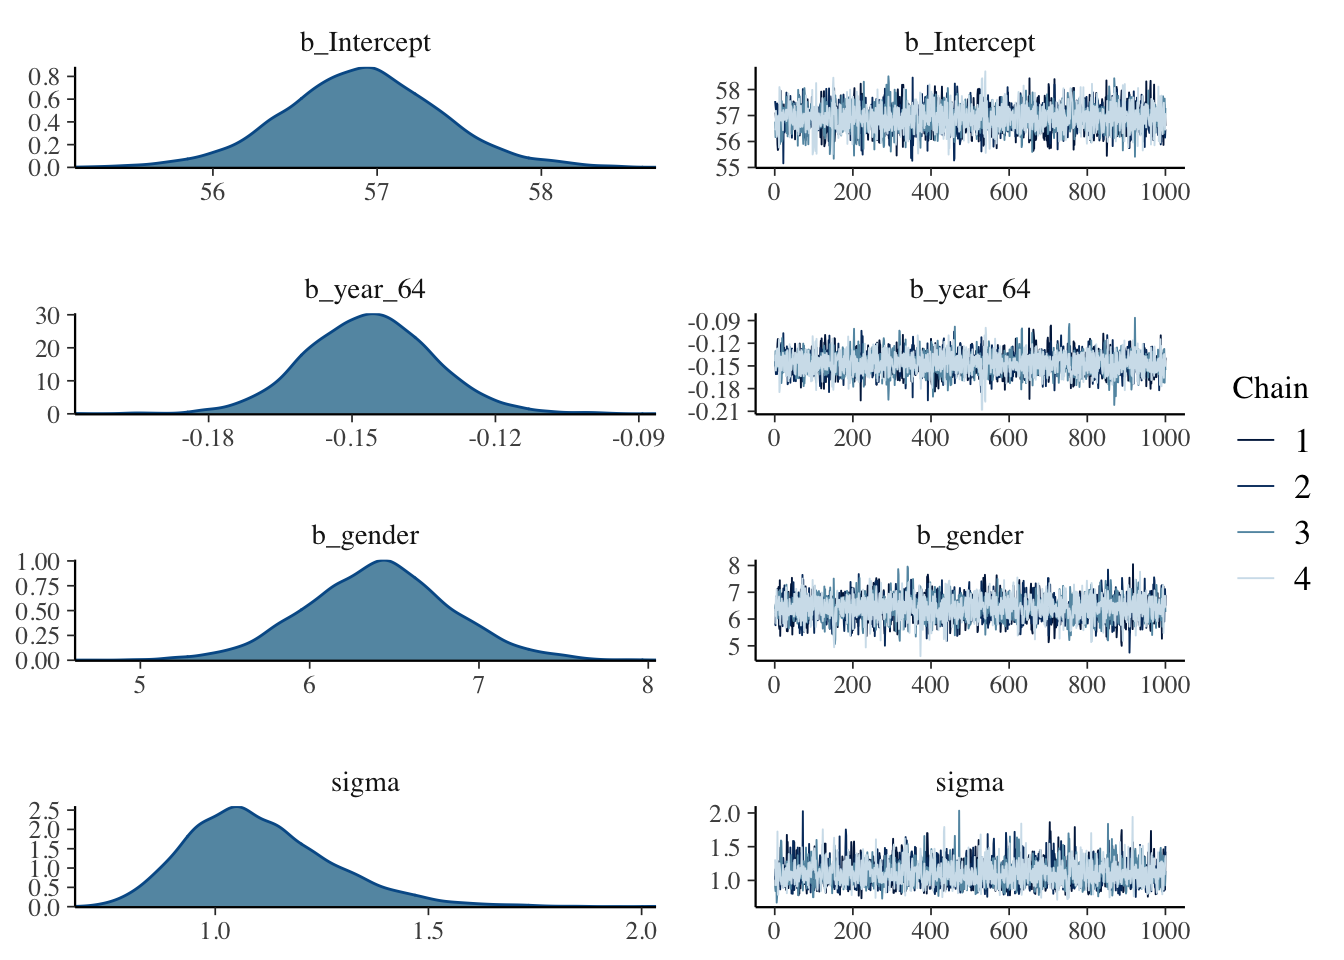 b_Intercept
0.8
0.6
0.4
0.2
0.0
56 57 58
b_Intercept
58
57
56
55
0 200 400 600 800 1000
b_year_64
30
20
10
0
-0.18 -0.15 -0.12 -0.09
b_year_64
-0.09
-0.12
-0.15
-0.18
-0.21
0 200 400 600 800 1000
b_gender
1.00
0.75
0.50
0.25
0.00
5 6 7 8
b_gender
8
7
6
5
0 200 400 600 800 1000
sigma
2.5
2.0
1.5
1.0
0.5
0.0
1.0 1.5 2.0
sigma
2.0
1.5
1.0
0 200 400 600 800 1000
Chain
1
2
3
4